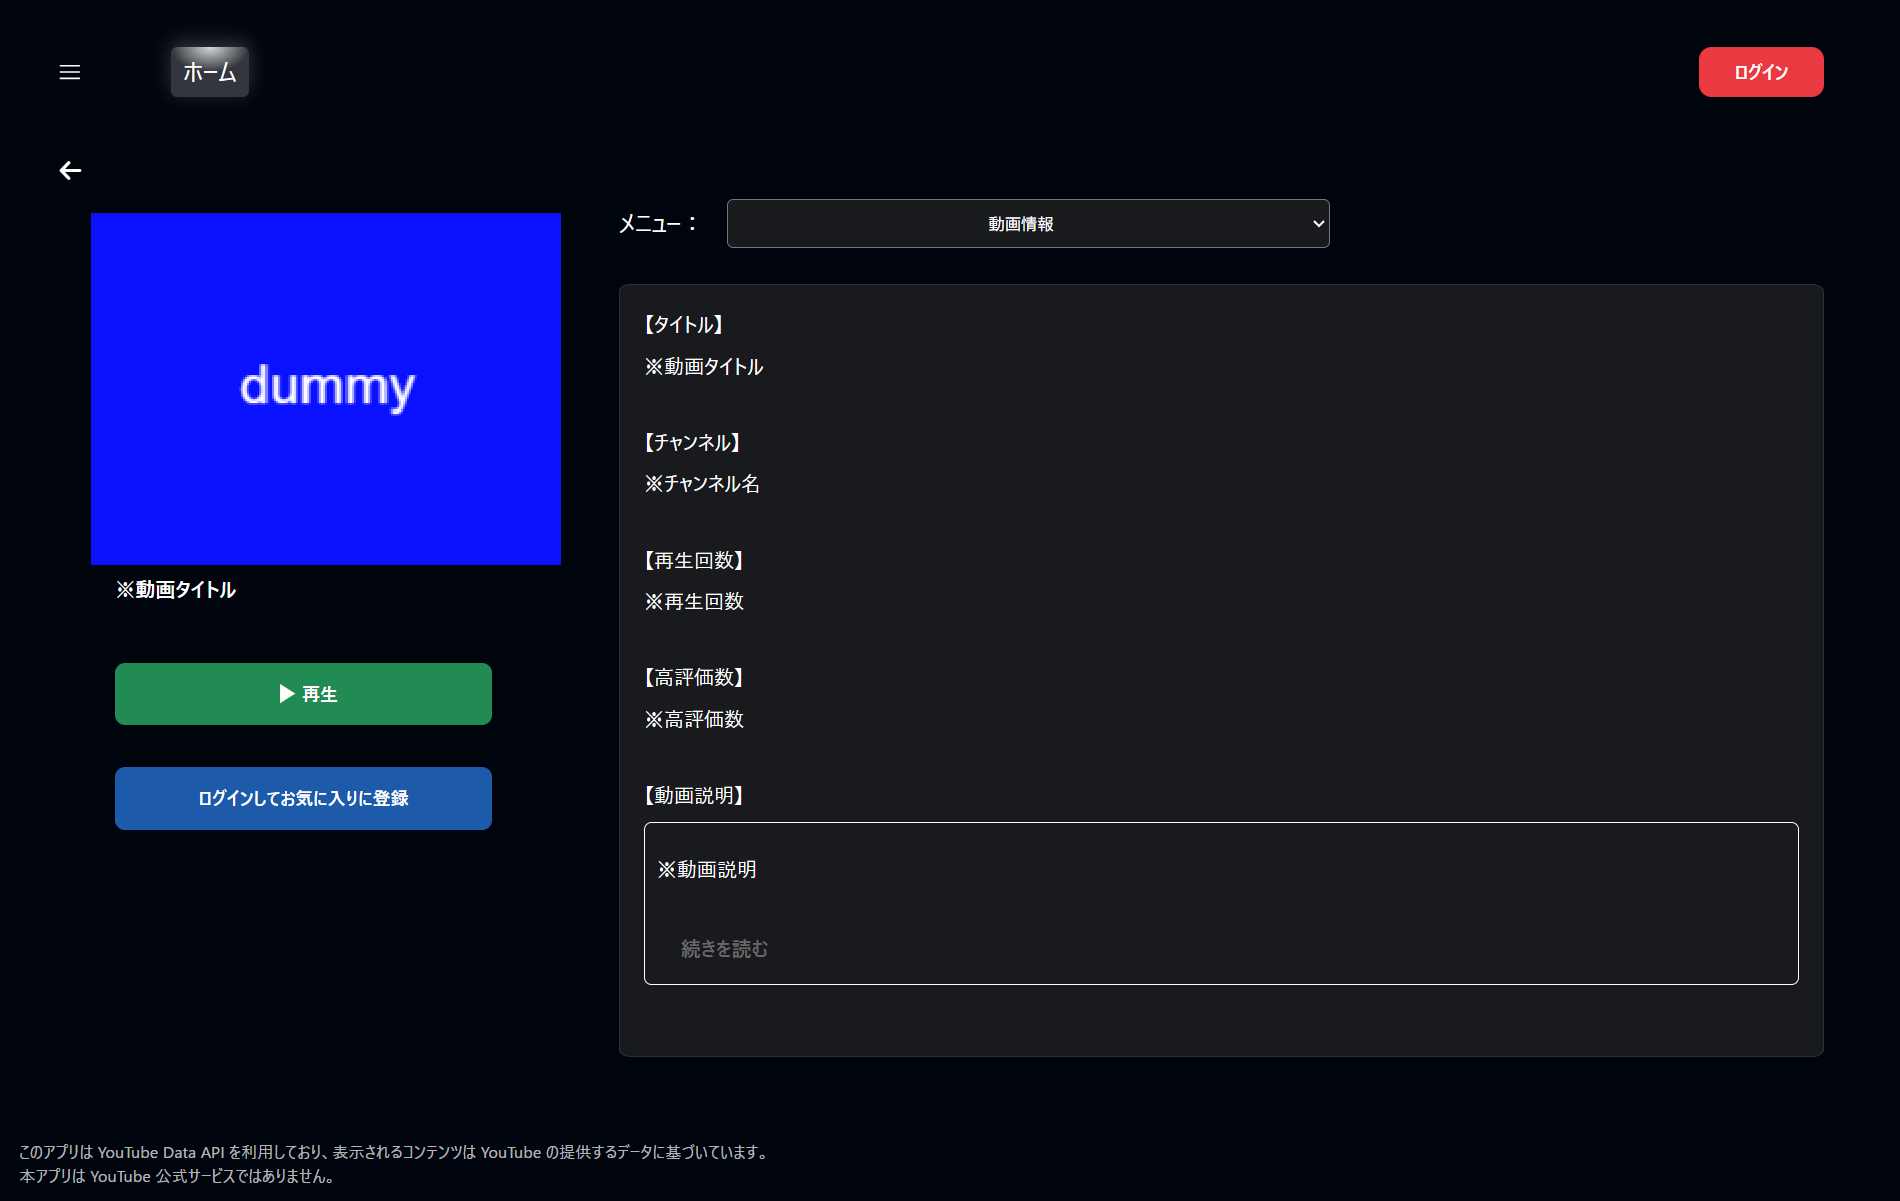 ホーム
ログイン
dummy
※動画タイトル
▶ 再生
ログインしてお気に入りに登録
メニュー：
動画情報
【タイトル】
※動画タイトル
【チャンネル】
※チャンネル名
【再生回数】
※再生回数
【高評価数】
※高評価数
【動画説明】
※動画説明
続きを読む
このアプリは YouTube Data API を利用しており、表示されるコンテンツは YouTube の提供するデータに基づいています。
本アプリは YouTube 公式サービスではありません。